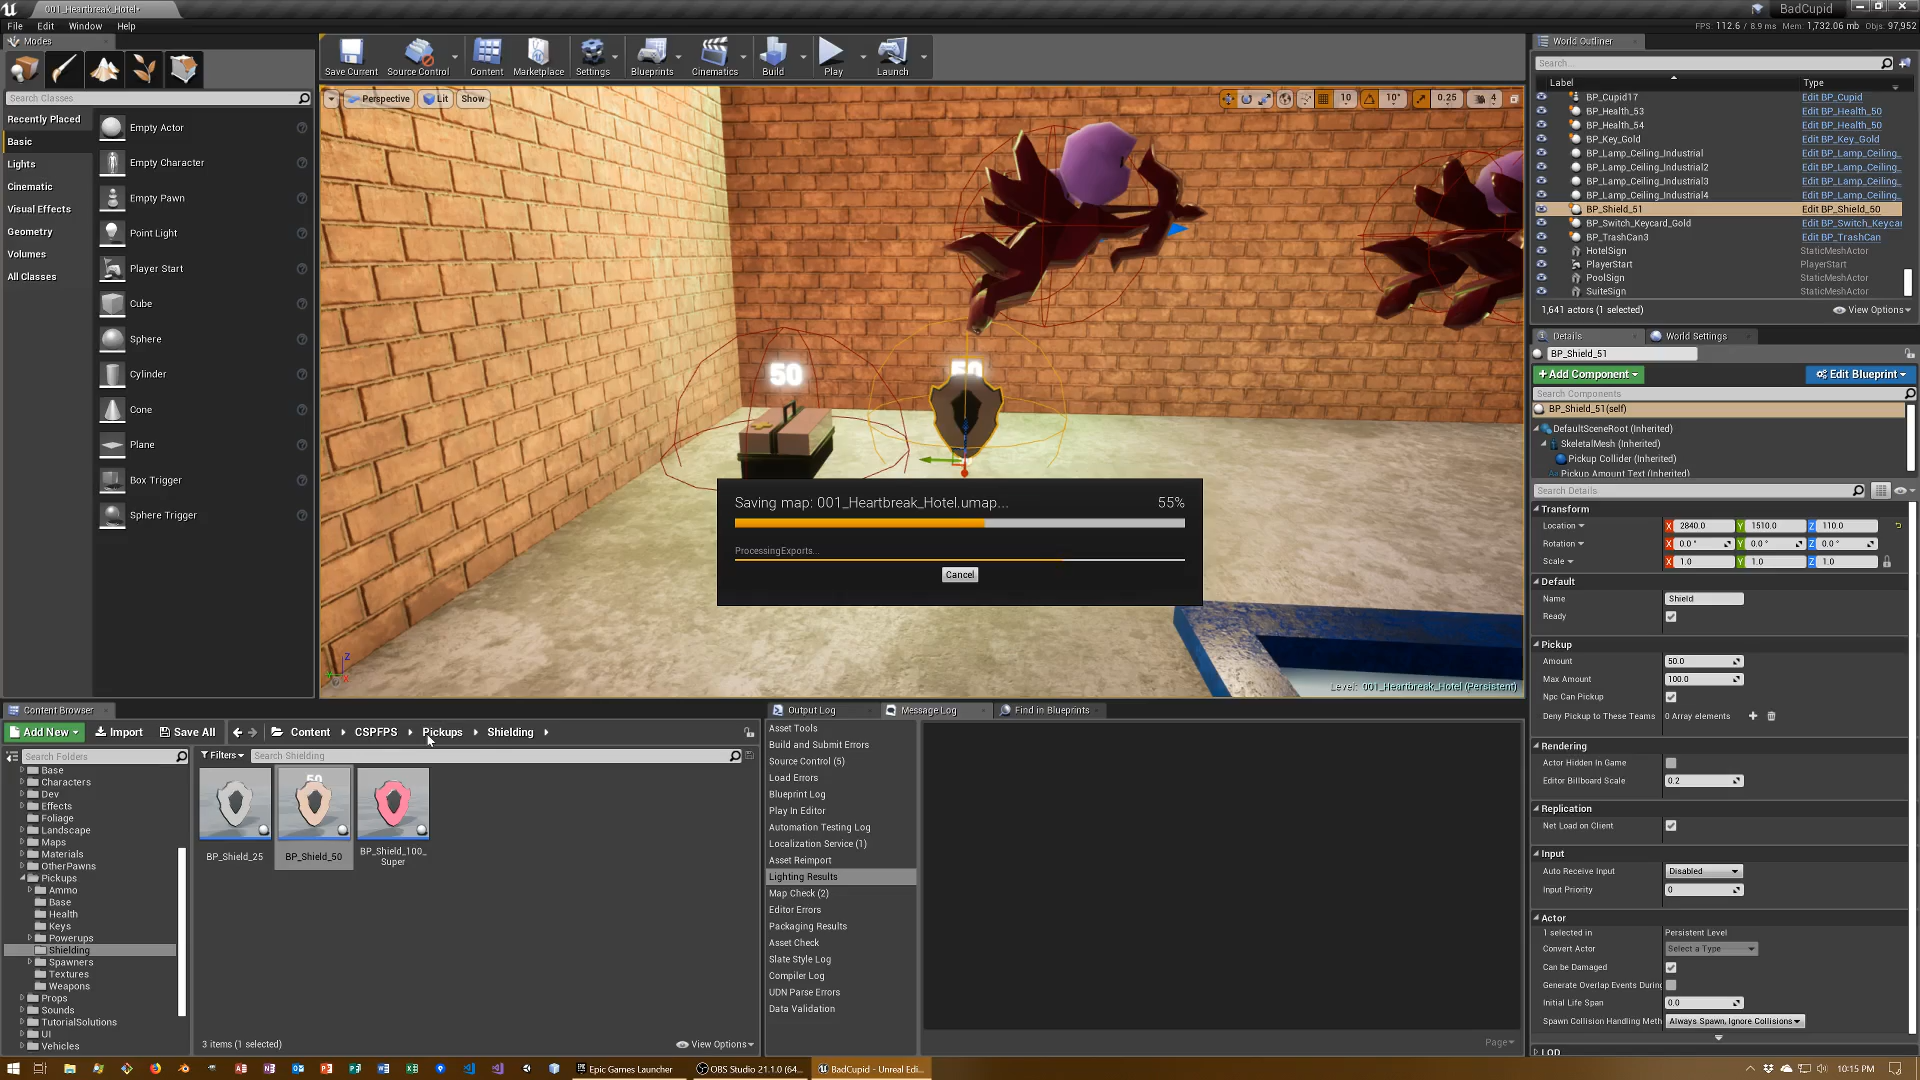 001_Heartbreak_Hotel*
BadCupid
File Edit Window Help
FPS: 112.6 / 8.9 ms Mem: 1,732.06 mb Objs: 97,952
Modes
Search Classes
Recently Placed
Basic
Lights
Cinematic
Visual Effects
Geometry
Volumes
All Classes
Empty Actor
Empty Character
Empty Pawn
Point Light
Player Start
Cube
Sphere
Cylinder
Cone
Plane
Box Trigger
Sphere Trigger
Save Current
Source Control
Content
Marketplace
Settings
Blueprints
Cinematics
Build
Play
Launch
Perspective Lit Show
10 10° 0.25 4
50
50
Saving map: 001_Heartbreak_Hotel.umap... 55%
ProcessingExports...
Cancel
Level: 001_Heartbreak_Hotel (Persistent)
World Outliner
Search...
Label Type
BP_Cupid17 Edit BP_Cupid
BP_Health_53 Edit BP_Health_50
BP_Health_54 Edit BP_Health_50
BP_Key_Gold Edit BP_Key_Gold
BP_Lamp_Ceiling_Industrial Edit BP_Lamp_Ceiling_
BP_Lamp_Ceiling_Industrial2 Edit BP_Lamp_Ceiling_
BP_Lamp_Ceiling_Industrial3 Edit BP_Lamp_Ceiling_
BP_Lamp_Ceiling_Industrial4 Edit BP_Lamp_Ceiling_
BP_Shield_51 Edit BP_Shield_50
BP_Switch_Keycard_Gold Edit BP_Switch_Keycar
BP_TrashCan3 Edit BP_TrashCan
HotelSign StaticMeshActor
PlayerStart PlayerStart
PoolSign StaticMeshActor
SuiteSign StaticMeshActor
1,641 actors (1 selected) View Options
Details World Settings
BP_Shield_51
+ Add Component Edit Blueprint
Search Components
BP_Shield_51(self)
DefaultSceneRoot (Inherited)
SkeletalMesh (Inherited)
Pickup Collider (Inherited)
Pickup Amount Text (Inherited)
Search Details
Transform
Location X 2840.0 Y 1510.0 Z 110.0
Rotation X 0.0 ° Y 0.0 ° Z 0.0 °
Scale X 1.0 Y 1.0 Z 1.0
Default
Name Shield
Ready
Pickup
Amount 50.0
Max Amount 100.0
Npc Can Pickup
Deny Pickup to These Teams 0 Array elements
Rendering
Actor Hidden In Game
Editor Billboard Scale 0.2
Replication
Net Load on Client
Input
Auto Receive Input Disabled
Input Priority 0
Actor
1 selected in Persistent Level
Convert Actor Select a Type
Can be Damaged
Generate Overlap Events During
Initial Life Span 0.0
Spawn Collision Handling Meth Always Spawn, Ignore Collisions
LOD
Content Browser
Add New Import Save All Content CSPFPS Pickups Shielding
Search Folders
Filters Search Shielding
Base
Characters
Dev
Effects
Foliage
Landscape
Maps
Materials
OtherPawns
Pickups
Ammo
Base
Health
Keys
Powerups
Shielding
Spawners
Textures
Weapons
Props
Sounds
TutorialSolutions
UI
Vehicles
50
BP_Shield_25
BP_Shield_50
BP_Shield_100_
Super
3 items (1 selected) View Options
Output Log Message Log Find in Blueprints
Asset Tools
Build and Submit Errors
Source Control (5)
Load Errors
Blueprint Log
Play In Editor
Automation Testing Log
Localization Service (1)
Asset Reimport
Lighting Results
Map Check (2)
Editor Errors
Packaging Results
Asset Check
Slate Style Log
Compiler Log
UDN Parse Errors
Data Validation
Page
Epic Games Launcher
OBS Studio 21.1.0 (64...
BadCupid - Unreal Edi...
10:15 PM